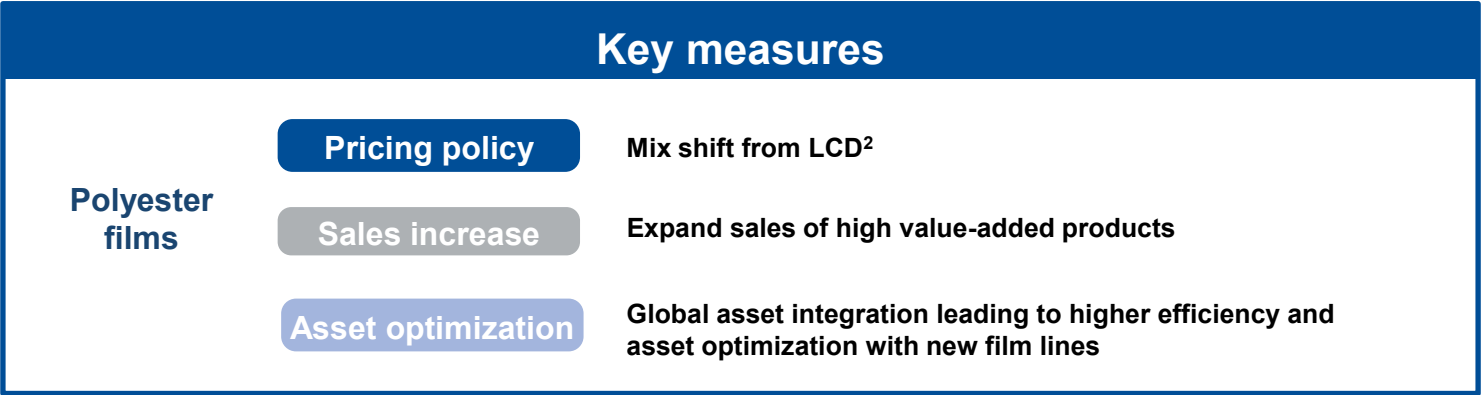 Key measures
Polyester
films
Pricing policy
Mix shift from LCD²
Sales increase
Expand sales of high value-added products
Asset optimization
Global asset integration leading to higher efficiency and
asset optimization with new film lines